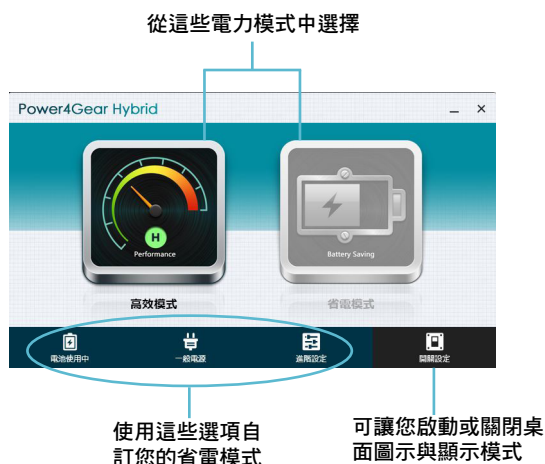 從這些電力模式中選擇
Power4Gear Hybrid
H
Performance
Battery Saving
高效模式
省電模式
電池使用中
一般電源
進階設定
開關設定
使用這些選項自
訂您的省電模式
可讓您啟動或關閉桌
面圖示與顯示模式